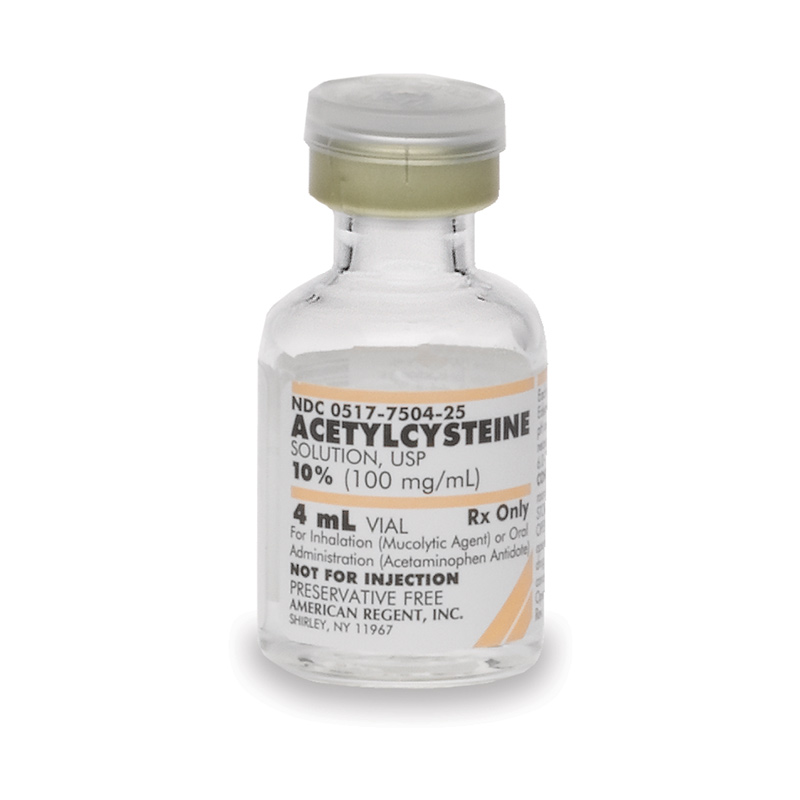 NDC 0517-7504-25
ACETYLCYSTEINE
SOLUTION, USP
10% (100 mg/mL)
4 mL VIAL Rx Only
For Inhalation (Mucolytic Agent) or Oral
Administration (Acetaminophen Antidote)
NOT FOR INJECTION
PRESERVATIVE FREE
AMERICAN REGENT, INC.
SHIRLEY, NY 11967